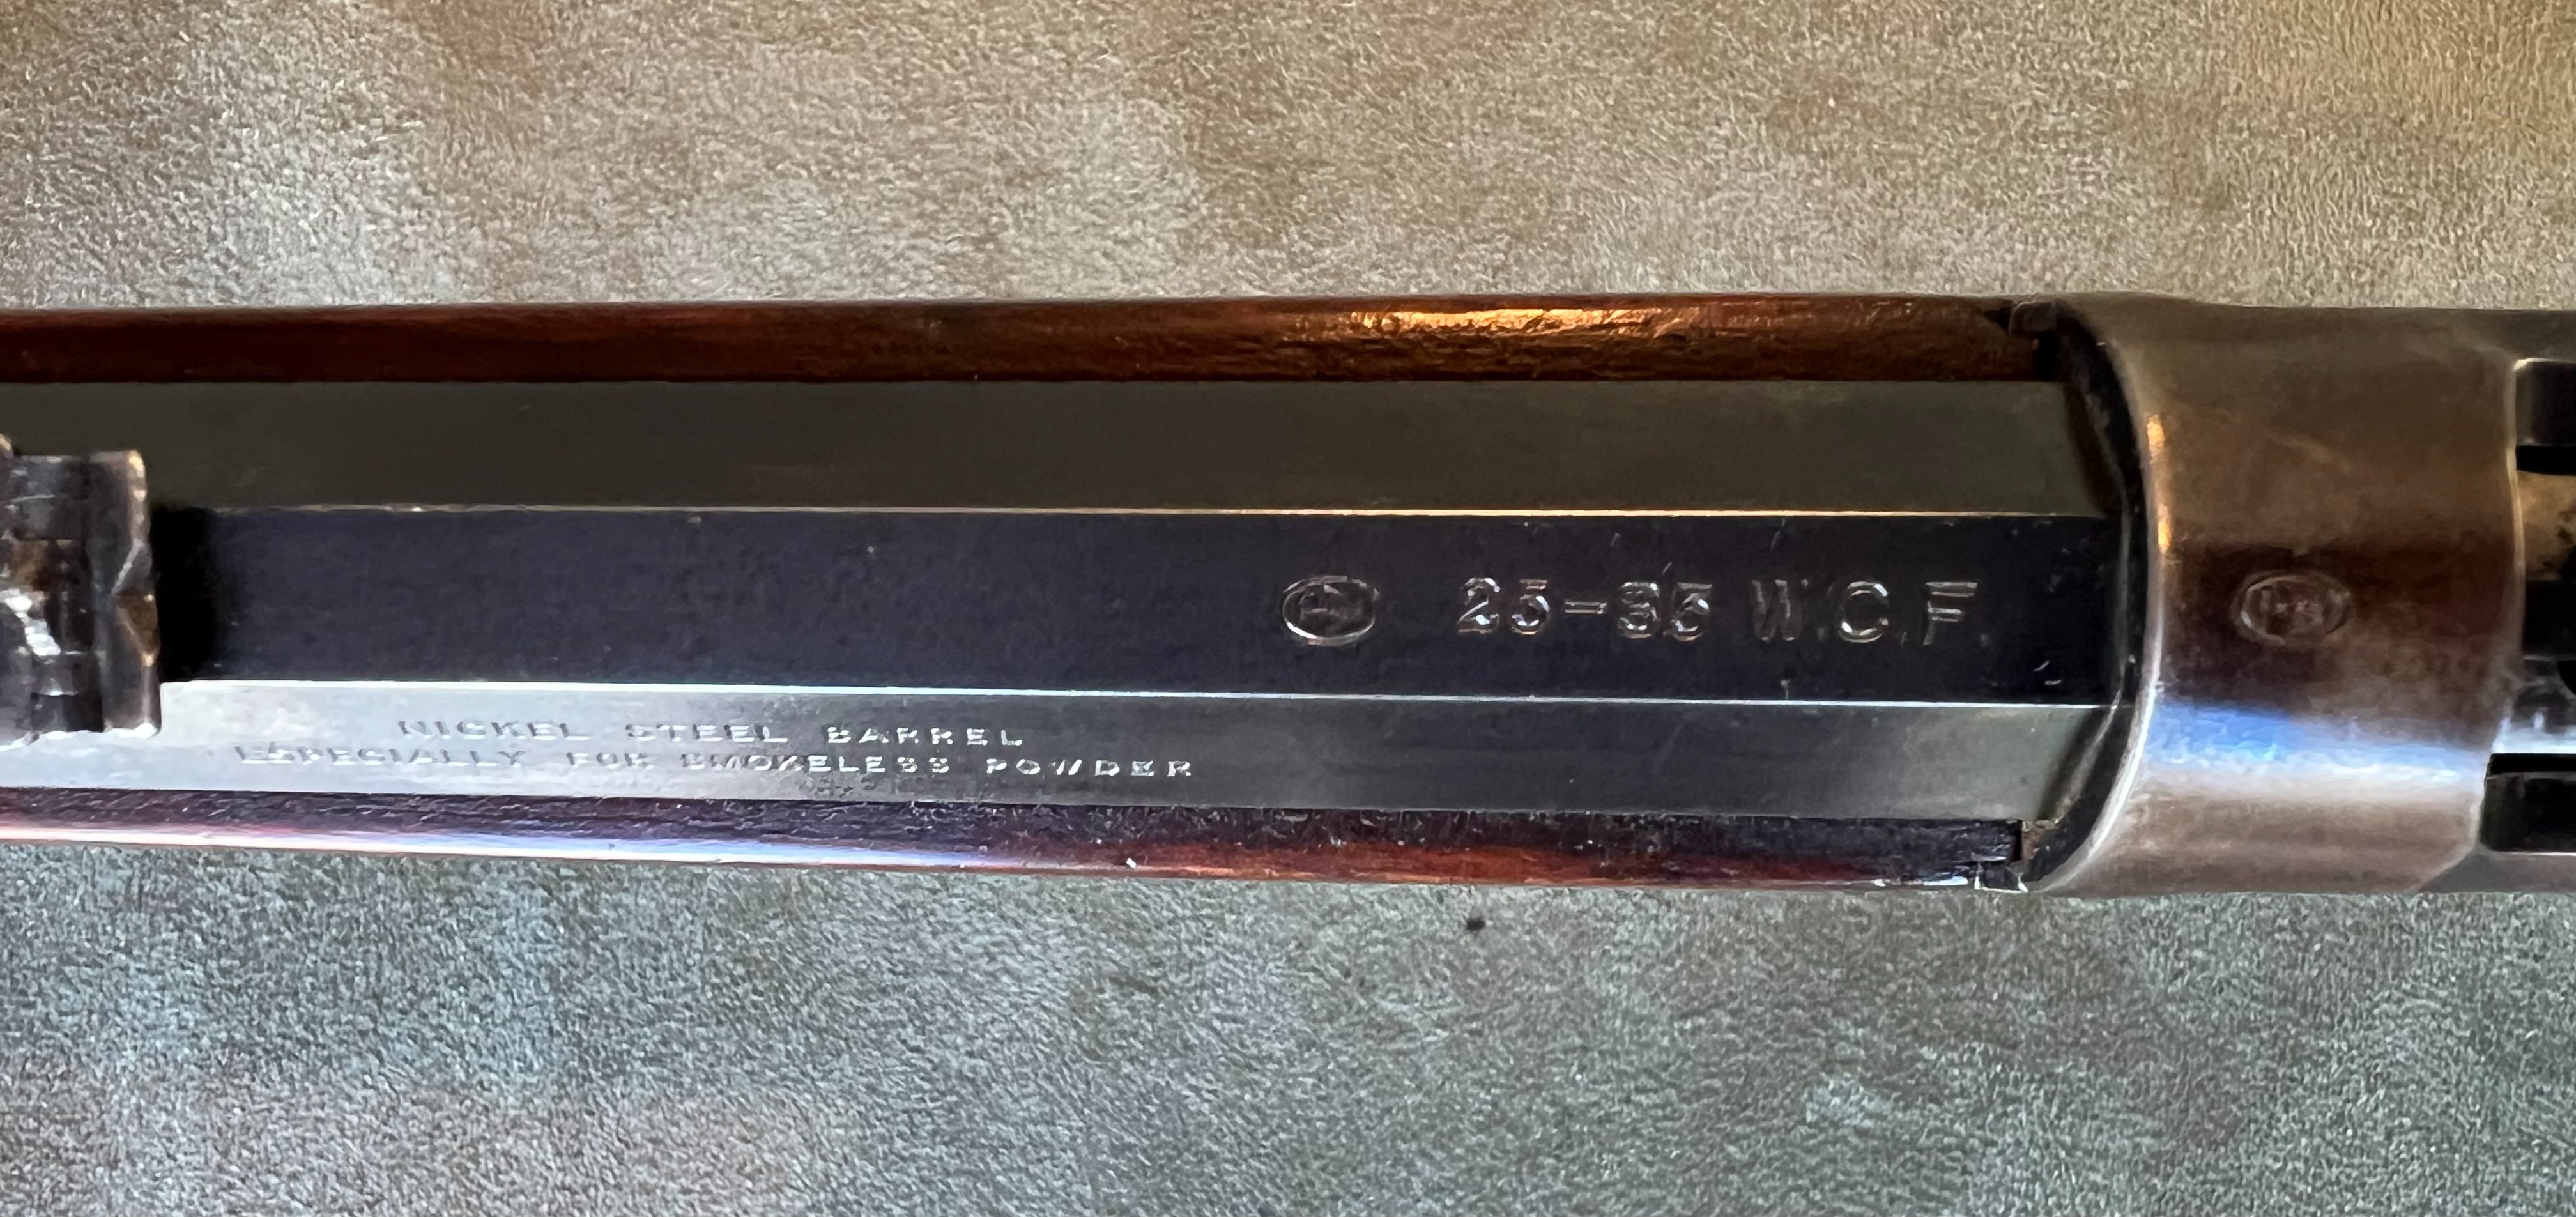 25-35 W.C.F.
NICKEL STEEL BARREL
ESPECIALLY FOR SMOKELESS POWDER